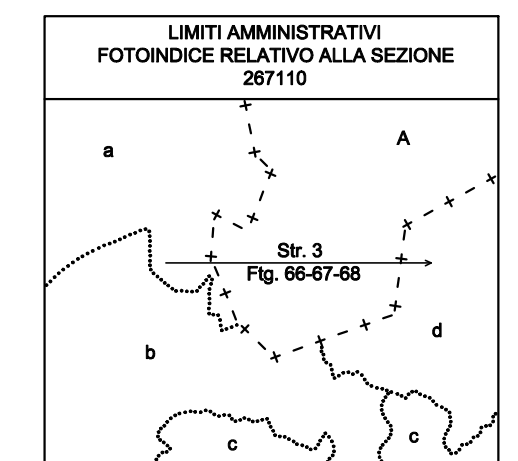 LIMITI AMMINISTRATIVI
FOTOINDICE RELATIVO ALLA SEZIONE
267110
a
A
Str. 3
Ftg. 66-67-68
d
b
c
c